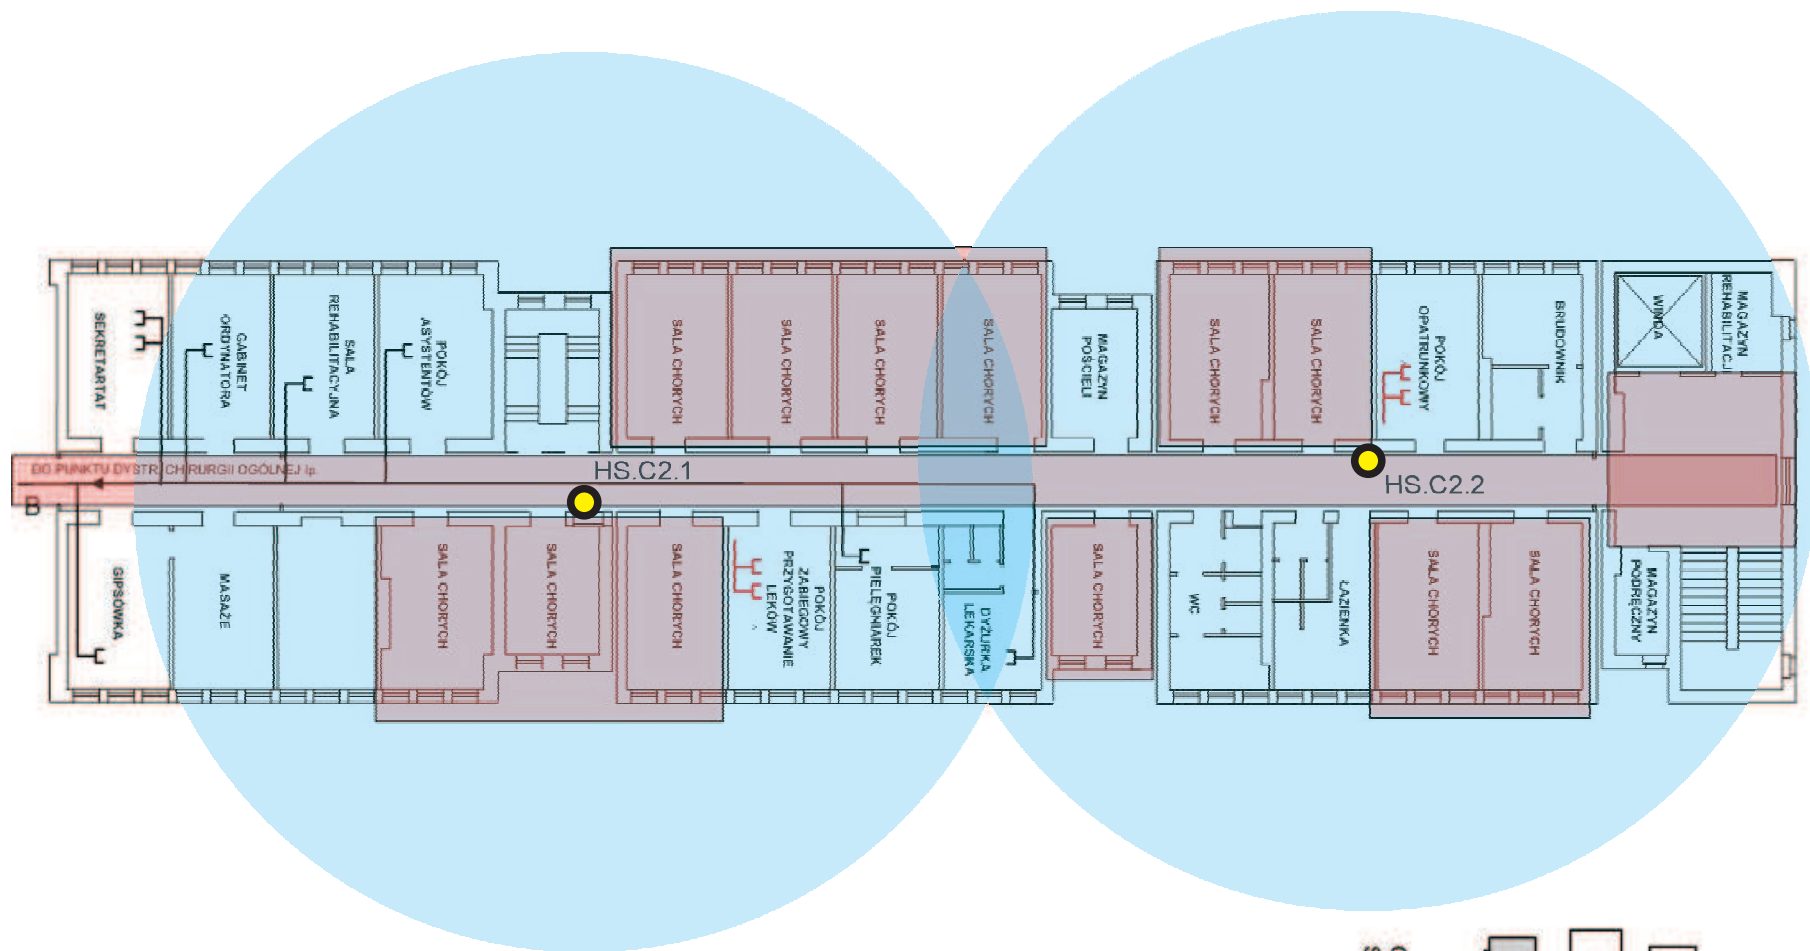 SEKRETARTAT
GABINET
ORDYNATORA
SALA
REHABILITACYJNA
POKÓJ
ASYSTENTÓW
SALA CHORYCH
SALA CHORYCH
SALA CHORYCH
SALA CHORYCH
MAGAZYN
POŚCIELI
SALA CHORYCH
SALA CHORYCH
POKÓJ
OPATRUNKOWY
BRUDOWNIK
WINDA
MAGAZYN
REHABILITACJI
DO PUNKTU DYSTR. CHIRURGII OGÓLNEJ Ip.
B
HS.C2.1
HS.C2.2
GIPSÓWKA
MASAŻE
SALA CHORYCH
SALA CHORYCH
SALA CHORYCH
POKÓJ
ZABIEGOWY
PRZYGOTAWANIE
LEKÓW
POKÓJ
PIELĘGNIAREK
DYŻURKA
LEKARSKA
SALA CHORYCH
WC
ŁAZIENKA
SALA CHORYCH
SALA CHORYCH
MAGAZYN
PODRĘCZNY